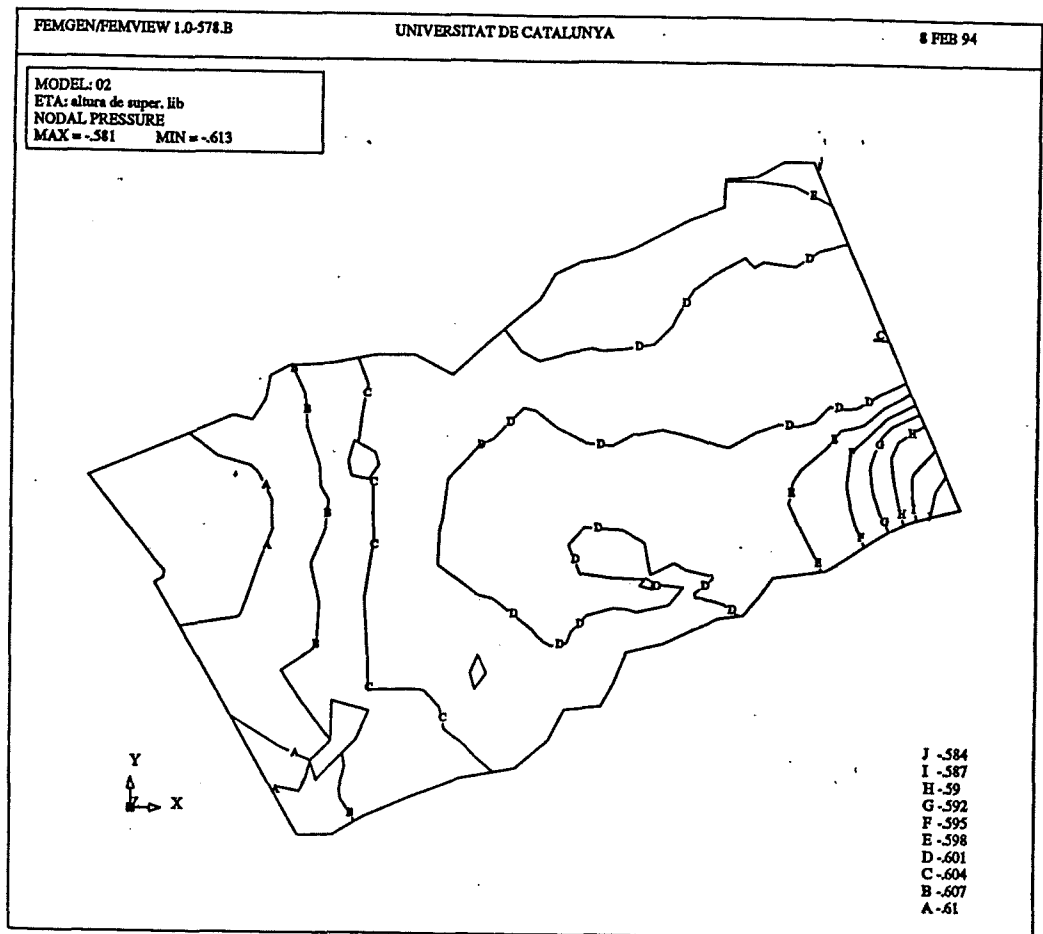 FEMGEN/FEMVIEW 1.0-578.B UNIVERSITAT DE CATALUNYA 8 FEB 94
MODEL: 02
ETA: altura de super. lib
NODAL PRESSURE
MAX = -.581 MIN = -.613
E
D
D
D
C
B
C
B
D
D
D
D
D
D
E
F
G
H
A
C
E
B
A
C
D
D
G
H
I
F
E
D
D
D
D
D
D
B
C
C
A
A
B
Y
Z
X
J -.584
I -.587
H -.59
G -.592
F -.595
E -.598
D -.601
C -.604
B -.607
A -.61